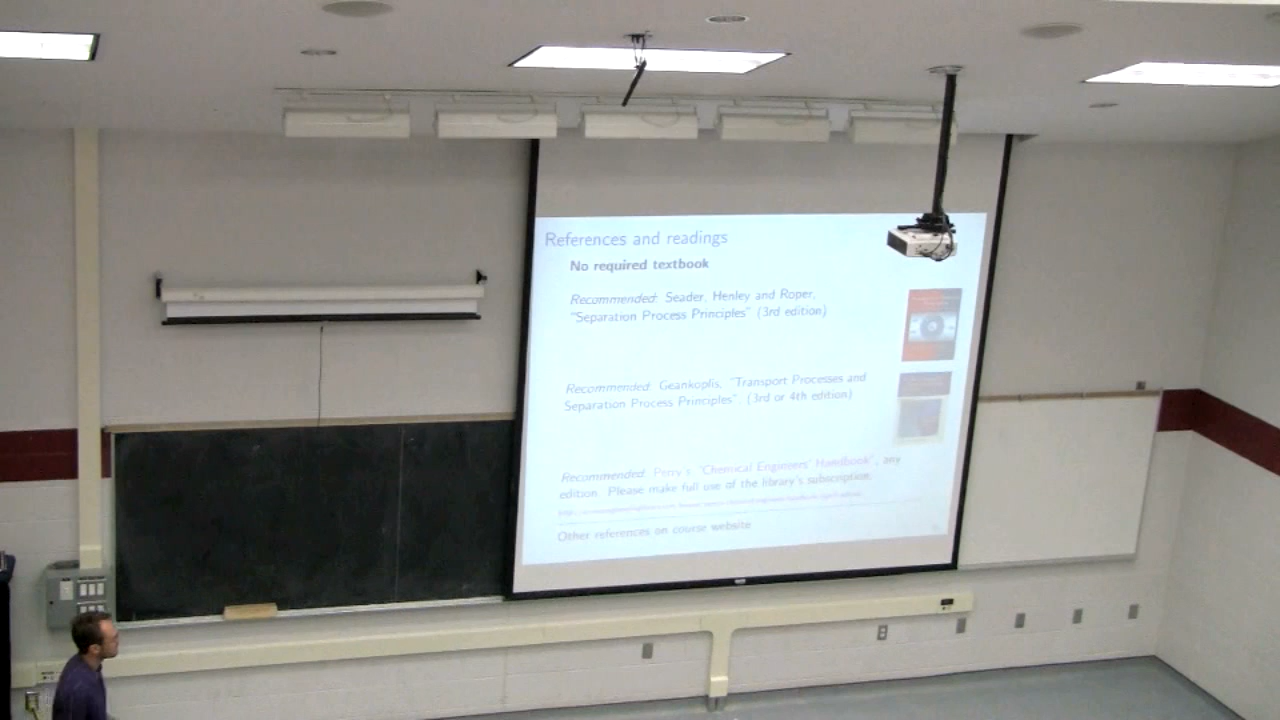 References and readings
No required textbook
Recommended: Seader, Henley and Roper,
"Separation Process Principles" (3rd edition)
Recommended: Geankoplis, "Transport Processes and
Separation Process Principles". (3rd or 4th edition)
Recommended: Perry's "Chemical Engineers' Handbook", any
edition. Please make full use of the library's subscription.
Other references on course website